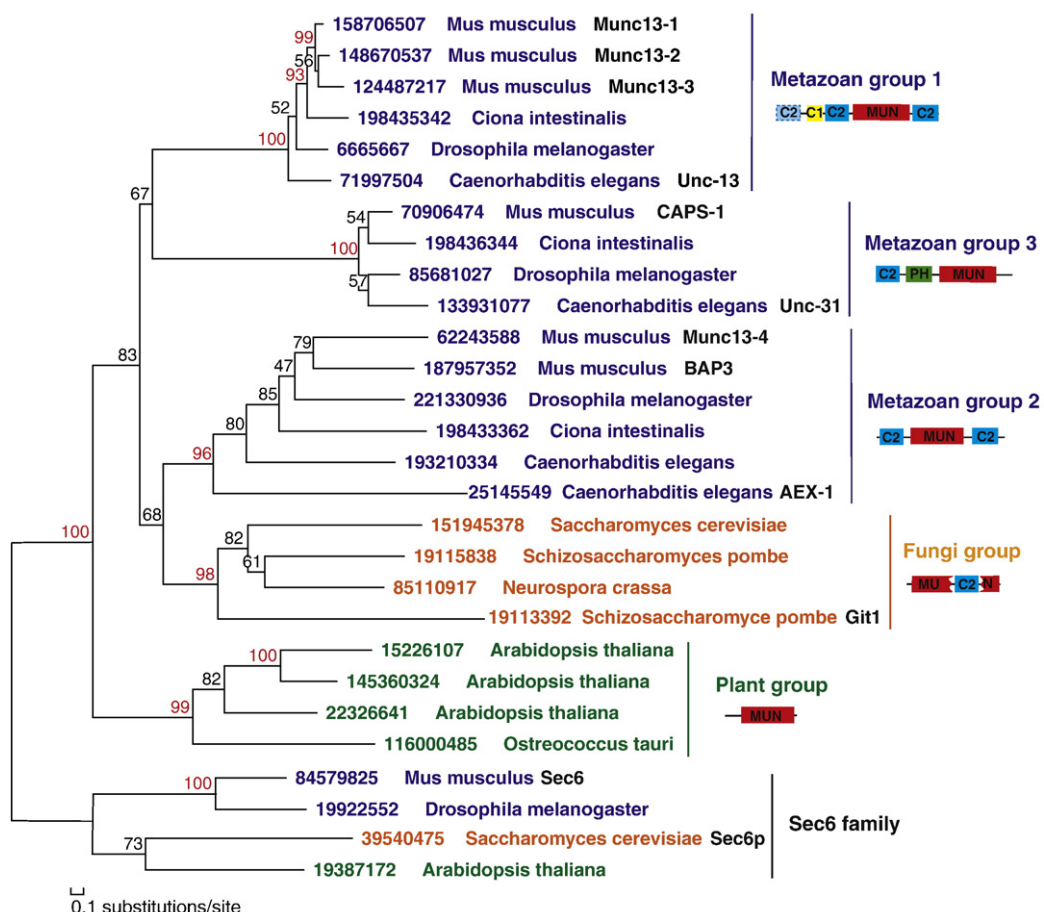 158706507 Mus musculus Munc13-1
99
148670537 Mus musculus Munc13-2
56
93
124487217 Mus musculus Munc13-3
Metazoan group 1
52
198435342 Ciona intestinalis
C2 C1 C2 MUN C2
100
6665667 Drosophila melanogaster
71997504 Caenorhabditis elegans Unc-13
67
54
70906474 Mus musculus CAPS-1
100
198436344 Ciona intestinalis
Metazoan group 3
57
85681027 Drosophila melanogaster
C2 PH MUN
133931077 Caenorhabditis elegans Unc-31
83
79
62243588 Mus musculus Munc13-4
47
187957352 Mus musculus BAP3
85
221330936 Drosophila melanogaster
Metazoan group 2
80
198433362 Ciona intestinalis
C2 MUN C2
96
193210334 Caenorhabditis elegans
25145549 Caenorhabditis elegans AEX-1
68
82
151945378 Saccharomyces cerevisiae
61
19115838 Schizosaccharomyces pombe
Fungi group
98
85110917 Neurospora crassa
MU C2 N
19113392 Schizosaccharomyce pombe Git1
100
100
15226107 Arabidopsis thaliana
82
145360324 Arabidopsis thaliana
Plant group
99
22326641 Arabidopsis thaliana
MUN
116000485 Ostreococcus tauri
100
84579825 Mus musculus Sec6
19922552 Drosophila melanogaster
Sec6 family
73
39540475 Saccharomyces cerevisiae Sec6p
19387172 Arabidopsis thaliana
0.1 substitutions/site